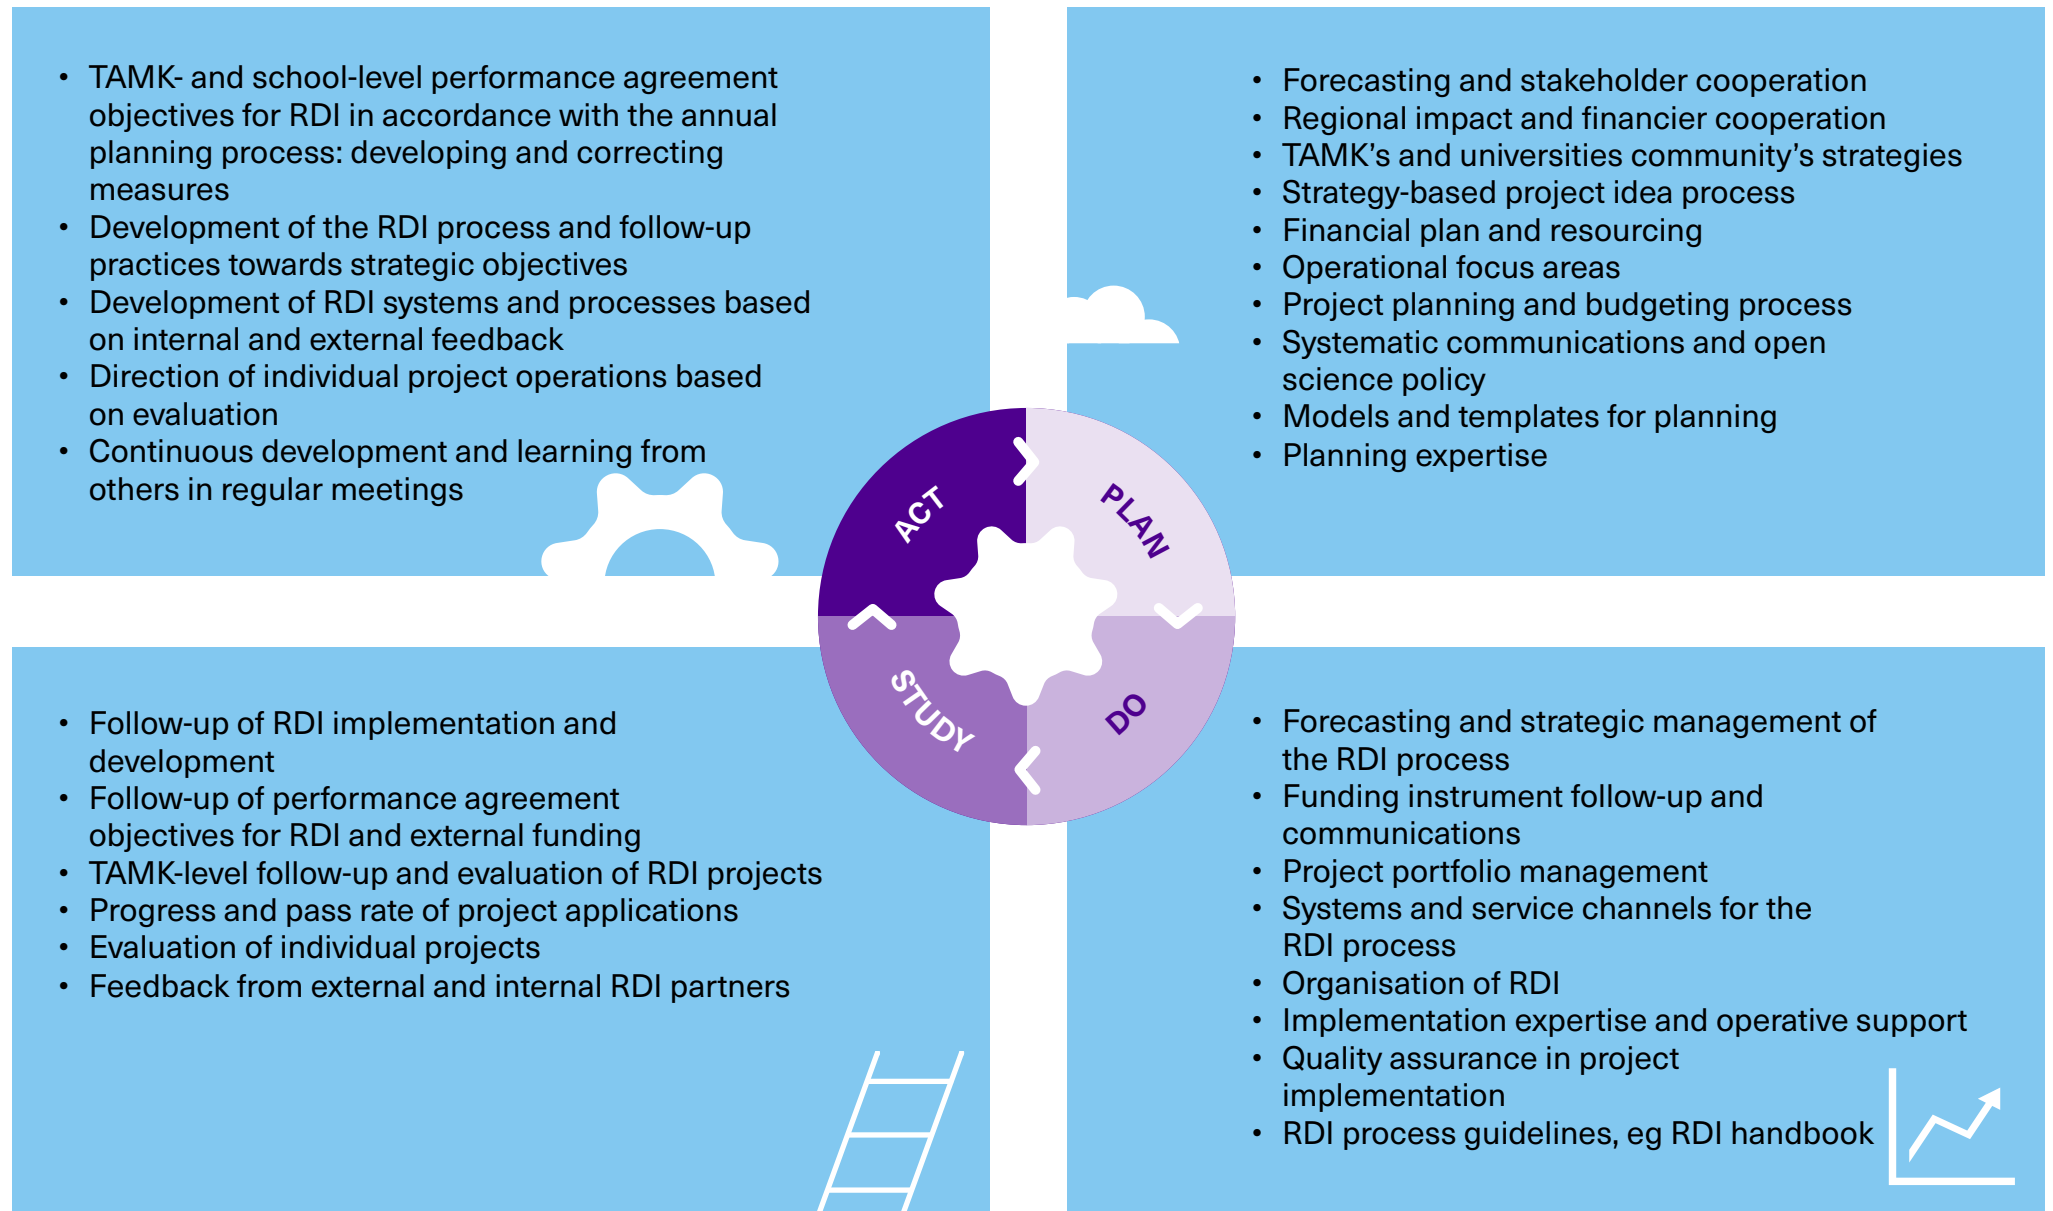 • TAMK- and school-level performance agreement
objectives for RDI in accordance with the annual
planning process: developing and correcting
measures
• Development of the RDI process and follow-up
practices towards strategic objectives
• Development of RDI systems and processes based
on internal and external feedback
• Direction of individual project operations based
on evaluation
• Continuous development and learning from
others in regular meetings
• Forecasting and stakeholder cooperation
• Regional impact and financier cooperation
• TAMK’s and universities community’s strategies
• Strategy-based project idea process
• Financial plan and resourcing
• Operational focus areas
• Project planning and budgeting process
• Systematic communications and open
science policy
• Models and templates for planning
• Planning expertise
ACT
PLAN
STUDY
DO
• Follow-up of RDI implementation and
development
• Follow-up of performance agreement
objectives for RDI and external funding
• TAMK-level follow-up and evaluation of RDI projects
• Progress and pass rate of project applications
• Evaluation of individual projects
• Feedback from external and internal RDI partners
• Forecasting and strategic management of
the RDI process
• Funding instrument follow-up and
communications
• Project portfolio management
• Systems and service channels for the
RDI process
• Organisation of RDI
• Implementation expertise and operative support
• Quality assurance in project
implementation
• RDI process guidelines, eg RDI handbook